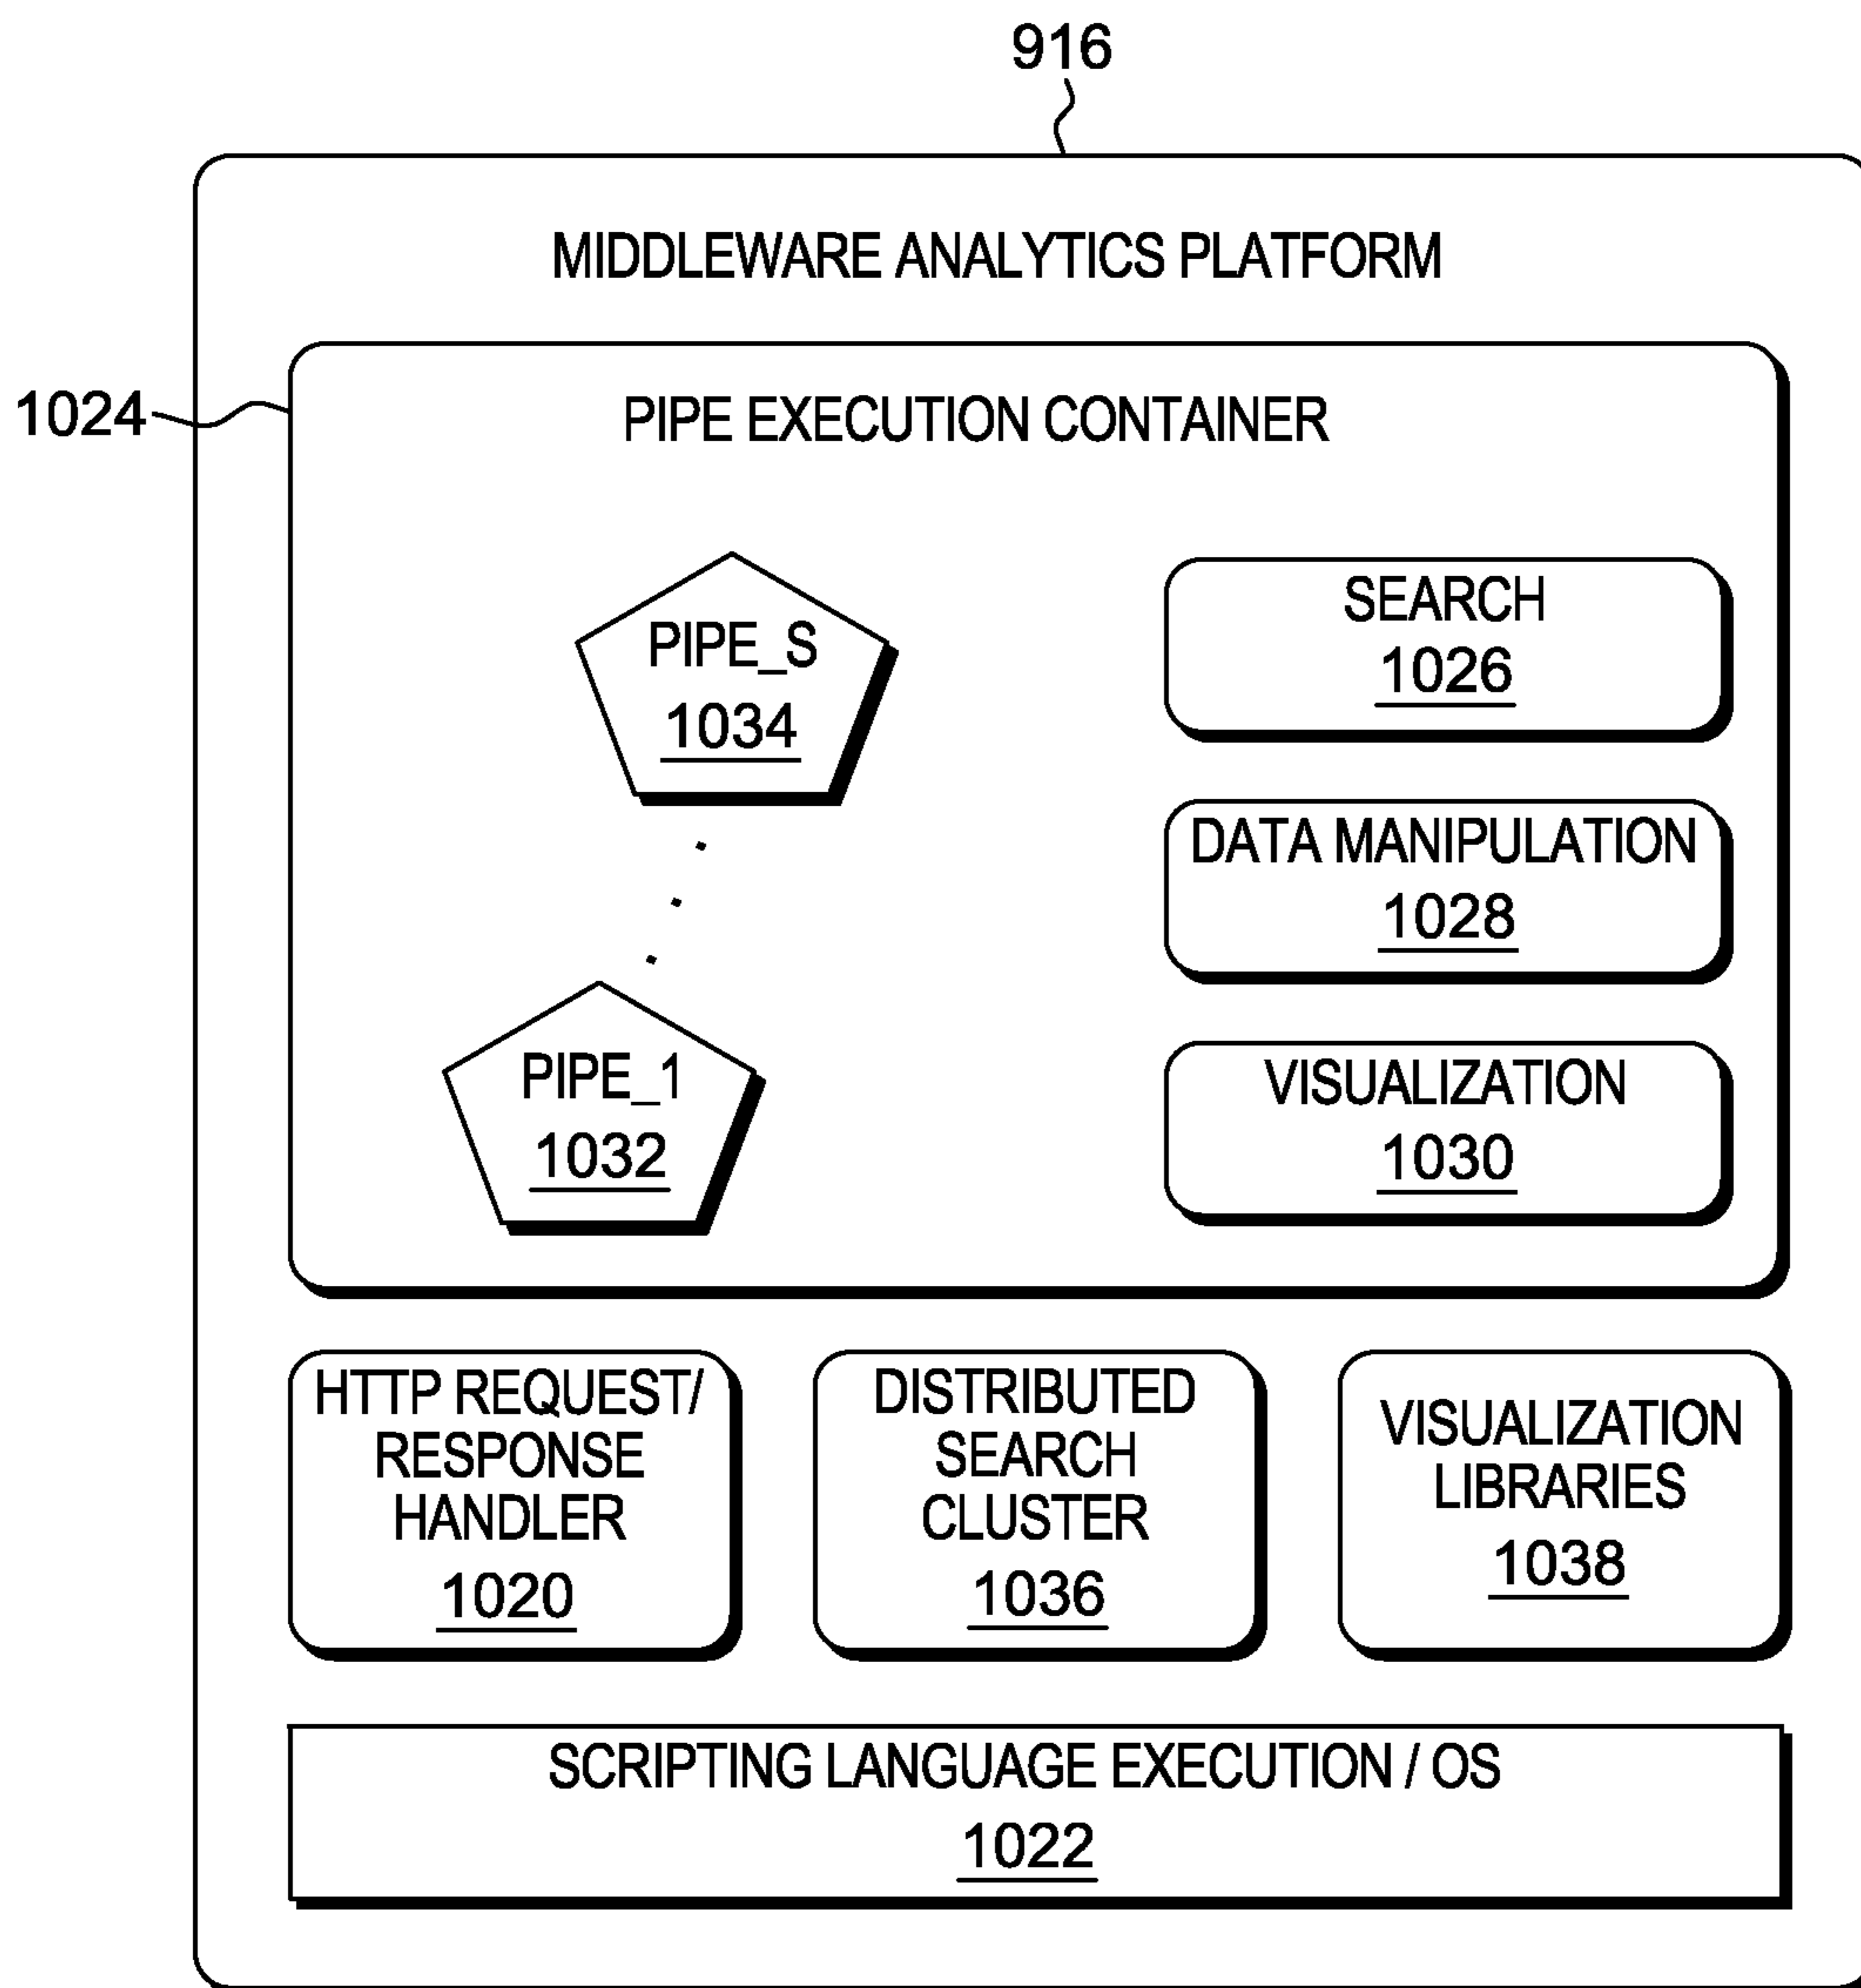 916
MIDDLEWARE ANALYTICS PLATFORM
1024
PIPE EXECUTION CONTAINER
PIPE_S
1034
SEARCH
1026
DATA MANIPULATION
1028
PIPE_1
1032
VISUALIZATION
1030
HTTP REQUEST/
RESPONSE
HANDLER
1020
DISTRIBUTED
SEARCH
CLUSTER
1036
VISUALIZATION
LIBRARIES
1038
SCRIPTING LANGUAGE EXECUTION / OS
1022